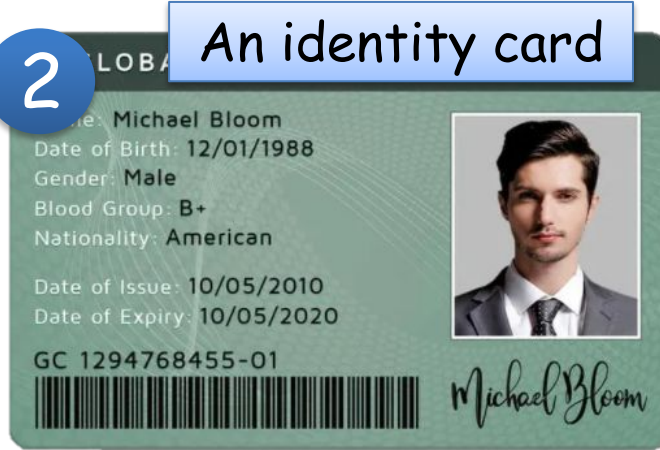 An identity card
2
LOBA
e: Michael Bloom
Date of Birth: 12/01/1988
Gender: Male
Blood Group: B+
Nationality: American
Date of Issue: 10/05/2010
Date of Expiry: 10/05/2020
GC 1294768455-01
Michael Bloom